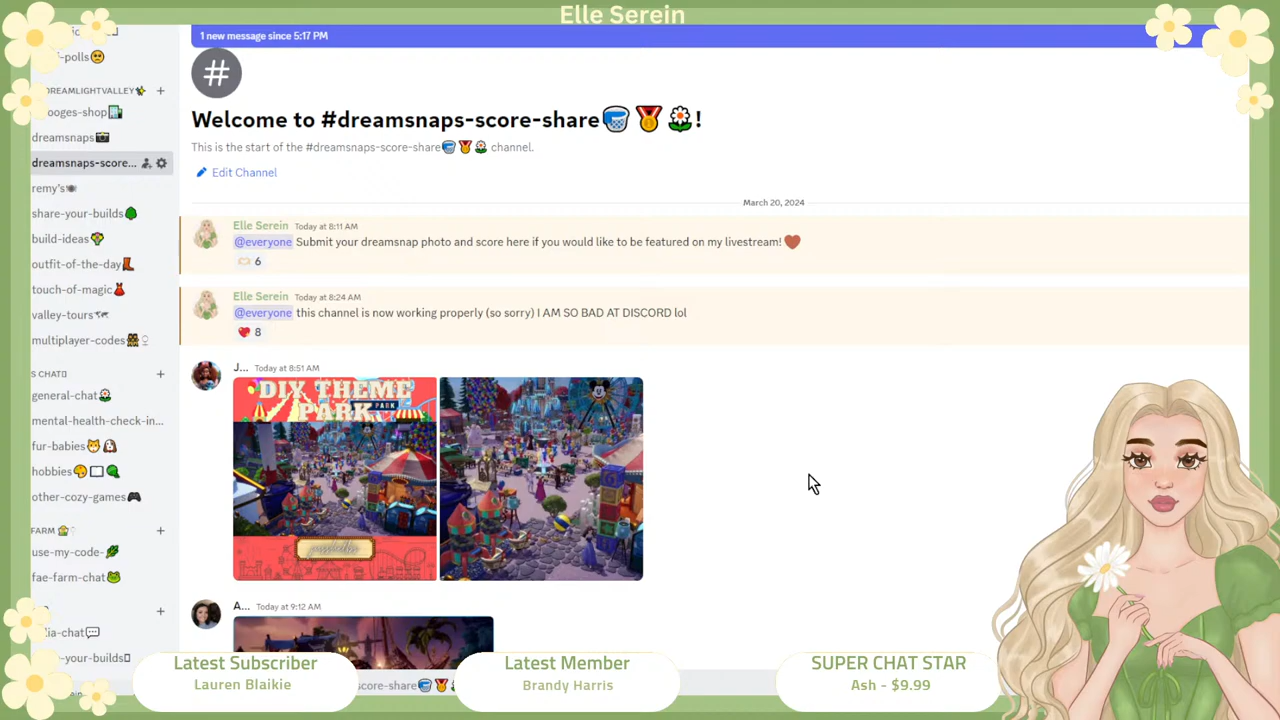 Elle Serein
1 new message since 5:17 PM
-polls
DREAMLIGHTVALLEY
ooges-shop
dreamsnaps
dreamsnaps-score...
remy's
share-your-builds
build-ideas
outfit-of-the-day
touch-of-magic
valley-tours
multiplayer-codes
S CHAT
general-chat
mental-health-check-in...
fur-babies
hobbies
other-cozy-games
FARM
use-my-code-
fae-farm-chat
ia-chat
-your-builds
#
Welcome to #dreamsnaps-score-share!
This is the start of the #dreamsnaps-score-share channel.
Edit Channel
March 20, 2024
Elle Serein Today at 8:11 AM
@everyone Submit your dreamsnap photo and score here if you would like to be featured on my livestream!
6
Elle Serein Today at 8:24 AM
@everyone this channel is now working properly (so sorry) I AM SO BAD AT DISCORD lol
8
J... Today at 8:51 AM
DIX THEME
PARK
PARK
A... Today at 9:12 AM
core-share
Latest Subscriber
Lauren Blaikie
Latest Member
Brandy Harris
SUPER CHAT STAR
Ash - $9.99